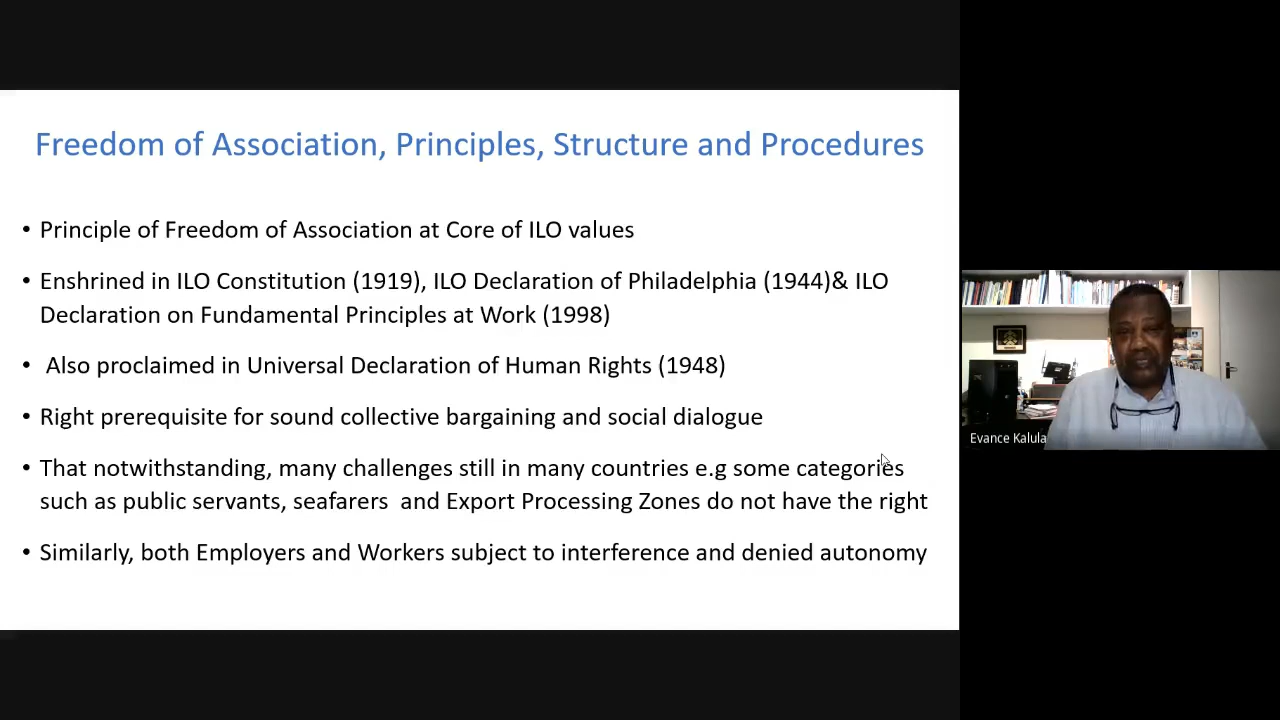 Freedom of Association, Principles, Structure and Procedures
• Principle of Freedom of Association at Core of ILO values
• Enshrined in ILO Constitution (1919), ILO Declaration of Philadelphia (1944)& ILO
Declaration on Fundamental Principles at Work (1998)
• Also proclaimed in Universal Declaration of Human Rights (1948)
• Right prerequisite for sound collective bargaining and social dialogue
• That notwithstanding, many challenges still in many countries e.g some categories
such as public servants, seafarers and Export Processing Zones do not have the right
• Similarly, both Employers and Workers subject to interference and denied autonomy
Evance Kalula